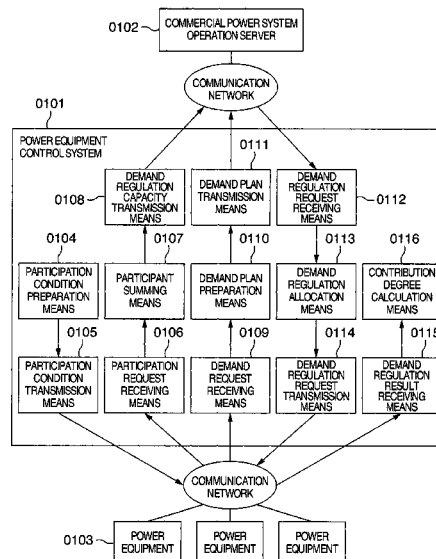 0102
COMMERCIAL POWER SYSTEM
OPERATION SERVER
COMMUNICATION
NETWORK
0101
POWER EQUIPMENT
CONTROL SYSTEM
0111
DEMAND
REGULATION
CAPACITY
TRANSMISSION
MEANS
DEMAND PLAN
TRANSMISSION
MEANS
DEMAND
REGULATION
REQUEST
RECEIVING
MEANS
0112
0108
0104
0107
0110
0113
0116
PARTICIPATION
CONDITION
PREPARATION
MEANS
PARTICIPANT
SUMMING
MEANS
DEMAND PLAN
PREPARATION
MEANS
DEMAND
REGULATION
ALLOCATION
MEANS
CONTRIBUTION
DEGREE
CALCULATION
MEANS
0105
0106
0109
0114
0115
PARTICIPATION
CONDITION
TRANSMISSION
MEANS
PARTICIPATION
REQUEST
RECEIVING
MEANS
DEMAND
REQUEST
RECEIVING
MEANS
DEMAND
REGULATION
REQUEST
TRANSMISSION
MEANS
DEMAND
REGULATION
RESULT
RECEIVING
MEANS
COMMUNICATION
NETWORK
0103
POWER
EQUIPMENT
POWER
EQUIPMENT
POWER
EQUIPMENT